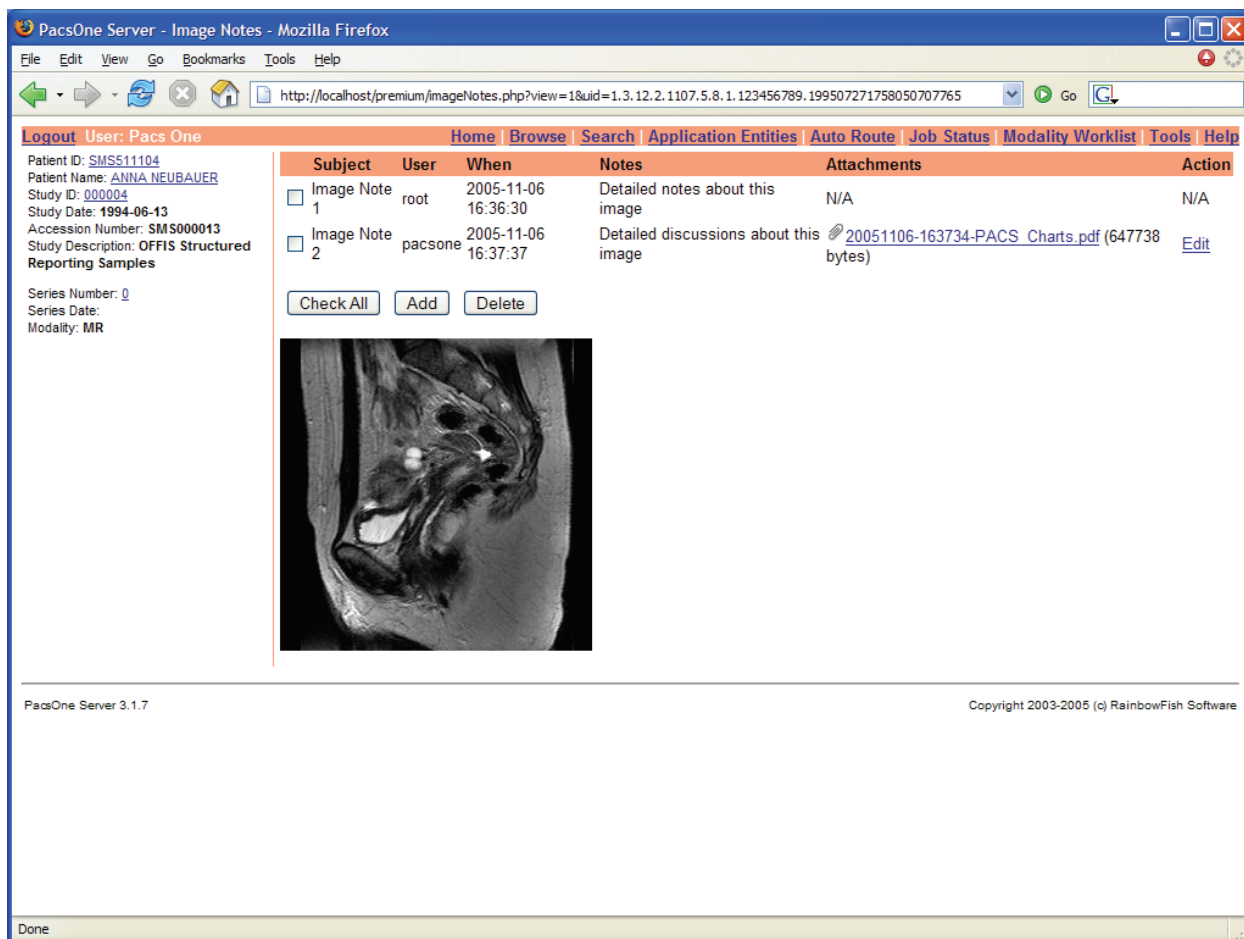 PacsOne Server - Image Notes - Mozilla Firefox
File Edit View Go Bookmarks Tools Help
http://localhost/premium/imageNotes.php?view=1&uid=1.3.12.2.1107.5.8.1.123456789.199507271758050707765 Go G
Logout User: Pacs One Home | Browse | Search | Application Entities | Auto Route | Job Status | Modality Worklist | Tools | Help
Patient ID: SMS511104
Patient Name: ANNA NEUBAUER
Study ID: 000004
Study Date: 1994-06-13
Accession Number: SMS000013
Study Description: OFFIS Structured
Reporting Samples
Series Number: 0
Series Date:
Modality: MR
Subject User When Notes Attachments Action
Image Note 1 root 2005-11-06 16:36:30 Detailed notes about this image N/A N/A
Image Note 2 pacsone 2005-11-06 16:37:37 Detailed discussions about this image 20051106-163734-PACS_Charts.pdf (647738 bytes) Edit
Check All Add Delete
PacsOne Server 3.1.7 Copyright 2003-2005 (c) RainbowFish Software
Done